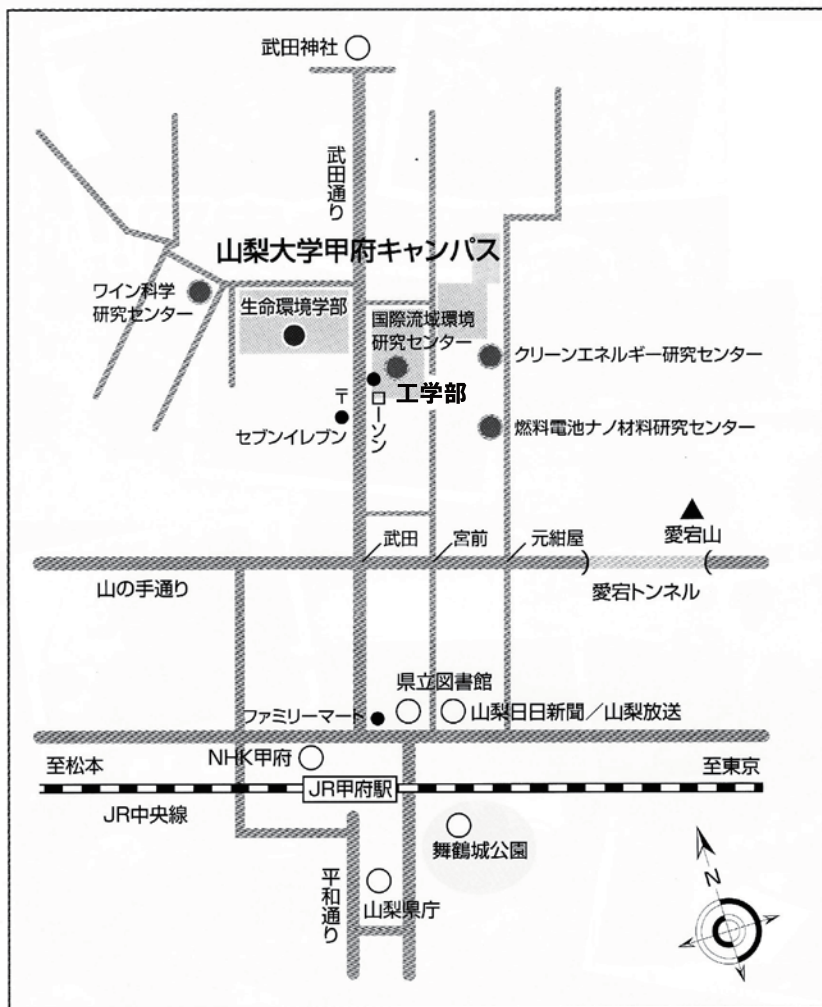 武田神社
武田通り
山梨大学甲府キャンパス
ワイン科学
研究センター
生命環境学部
国際流域環境
研究センター
クリーンエネルギー研究センター
工学部
〒
ローソン
セブンイレブン
燃料電池ナノ材料研究センター
愛宕山
武田
宮前
元紺屋
山の手通り
愛宕トンネル
県立図書館
ファミリーマート
山梨日日新聞／山梨放送
NHK甲府
至松本
至東京
JR甲府駅
JR中央線
舞鶴城公園
平和通り
山梨県庁
N